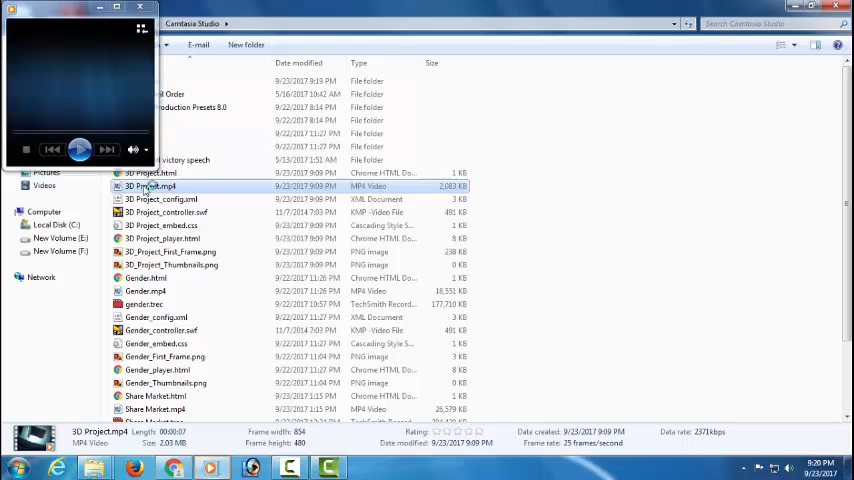 Camtasia Studio
Search Camtasia Studio
E-mail New folder
Date modified Type Size
9/23/2017 9:19 PM File folder
Order 5/16/2017 10:42 AM File folder
Production Presets 8.0 9/22/2017 8:14 PM File folder
9/22/2017 8:14 PM File folder
9/22/2017 11:27 PM File folder
9/22/2017 11:27 PM File folder
victory speech 5/13/2017 1:51 AM File folder
Pictures
3D Project.html 9/23/2017 9:09 PM Chrome HTML Do... 1 KB
Videos
3D Project.mp4 9/23/2017 9:09 PM MP4 Video 2,083 KB
3D Project_config.xml 9/23/2017 9:09 PM XML Document 3 KB
Computer
3D Project_controller.swf 11/7/2014 7:03 PM KMP -Video File 491 KB
Local Disk (C:)
3D Project_embed.css 9/23/2017 9:09 PM Cascading Style S... 1 KB
New Volume (E:)
3D Project_player.html 9/23/2017 9:09 PM Chrome HTML Do... 8 KB
New Volume (F:)
3D_Project_First_Frame.png 9/23/2017 9:09 PM PNG image 238 KB
3D_Project_Thumbnails.png 9/23/2017 9:09 PM PNG image 0 KB
Network
Gender.html 9/22/2017 11:26 PM Chrome HTML Do... 1 KB
Gender.mp4 9/22/2017 11:26 PM MP4 Video 18,551 KB
gender.trec 9/22/2017 10:57 PM TechSmith Record... 177,710 KB
Gender_config.xml 9/22/2017 11:26 PM XML Document 3 KB
Gender_controller.swf 11/7/2014 7:03 PM KMP -Video File 491 KB
Gender_embed.css 9/22/2017 11:26 PM Cascading Style S... 1 KB
Gender_First_Frame.png 9/22/2017 11:04 PM PNG image 3 KB
Gender_player.html 9/22/2017 11:26 PM Chrome HTML Do... 8 KB
Gender_Thumbnails.png 9/22/2017 11:04 PM PNG image 0 KB
Share Market.html 9/23/2017 1:15 PM Chrome HTML Do... 1 KB
Share Market.mp4 9/23/2017 1:15 PM MP4 Video 26,579 KB
3D Project.mp4 Length: 00:00:07 Frame width: 854 Rating: Date created: 9/23/2017 9:09 PM Data rate: 2371kbps
MP4 Video Size: 2.03 MB Frame height: 480 Date modified: 9/23/2017 9:09 PM Frame rate: 25 frames/second
9:20 PM
9/23/2017